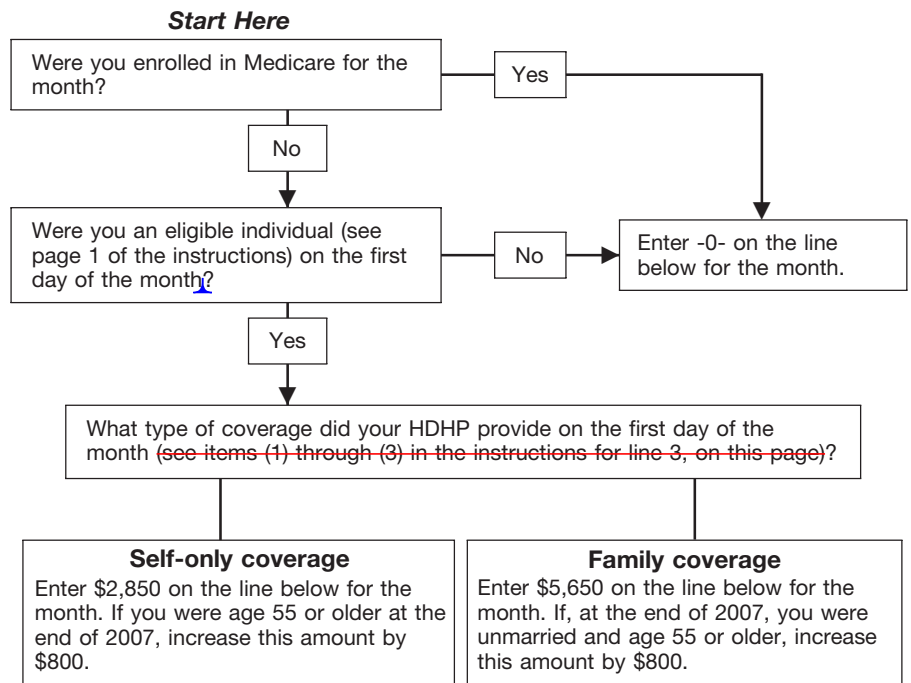 Start Here
Were you enrolled in Medicare for the
month?
Yes
No
Were you an eligible individual (see
page 1 of the instructions) on the first
day of the month?
No
Enter -0- on the line
below for the month.
Yes
What type of coverage did your HDHP provide on the first day of the
month (see items (1) through (3) in the instructions for line 3, on this page)?
Self-only coverage
Enter $2,850 on the line below for the
month. If you were age 55 or older at the
end of 2007, increase this amount by
$800.
Family coverage
Enter $5,650 on the line below for the
month. If, at the end of 2007, you were
unmarried and age 55 or older, increase
this amount by $800.